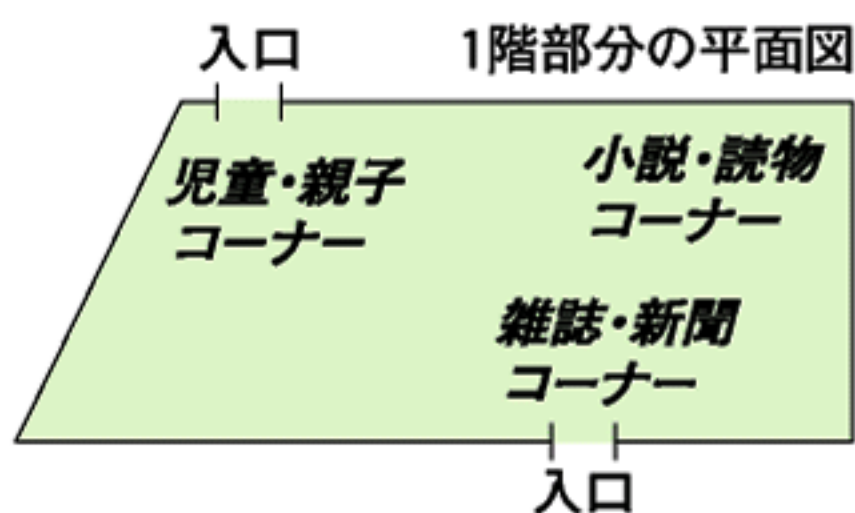 入口
1階部分の平面図
児童・親子
コーナー
小説・読物
コーナー
雑誌・新聞
コーナー
入口